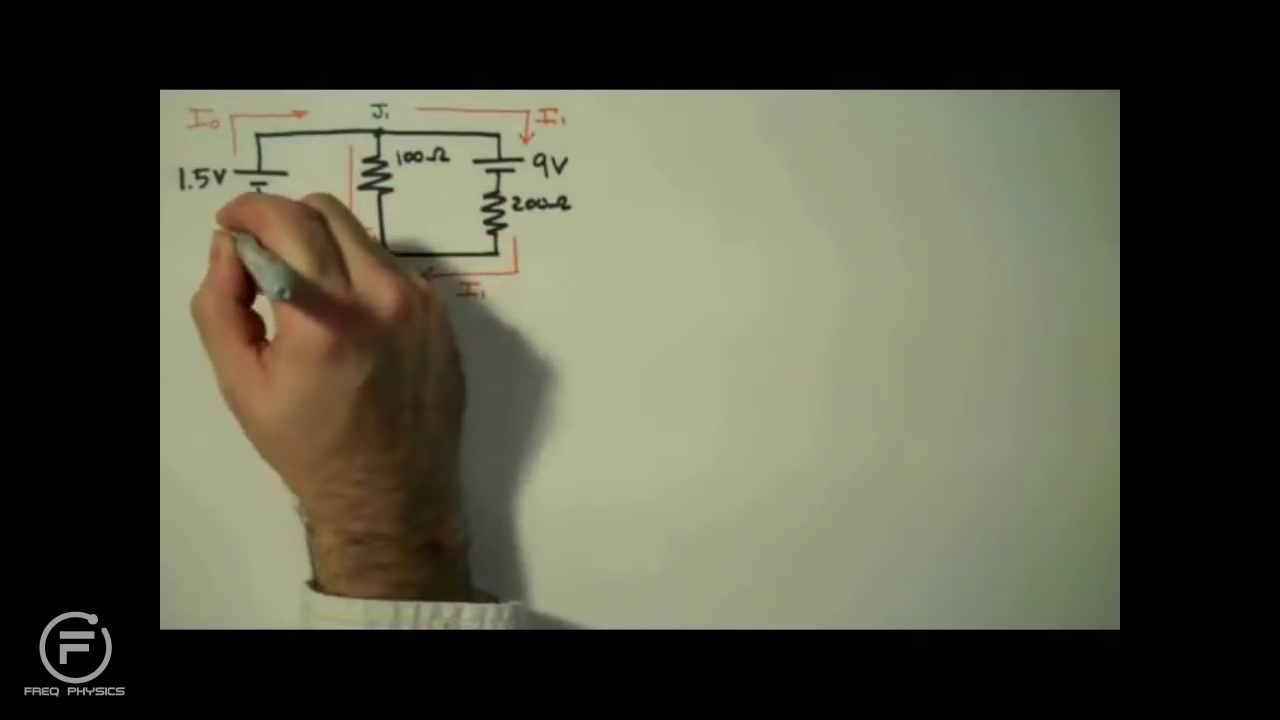 I₀ J₁ I₁
100Ω 9V
1.5V
200Ω
I₁
FREQ PHYSICS